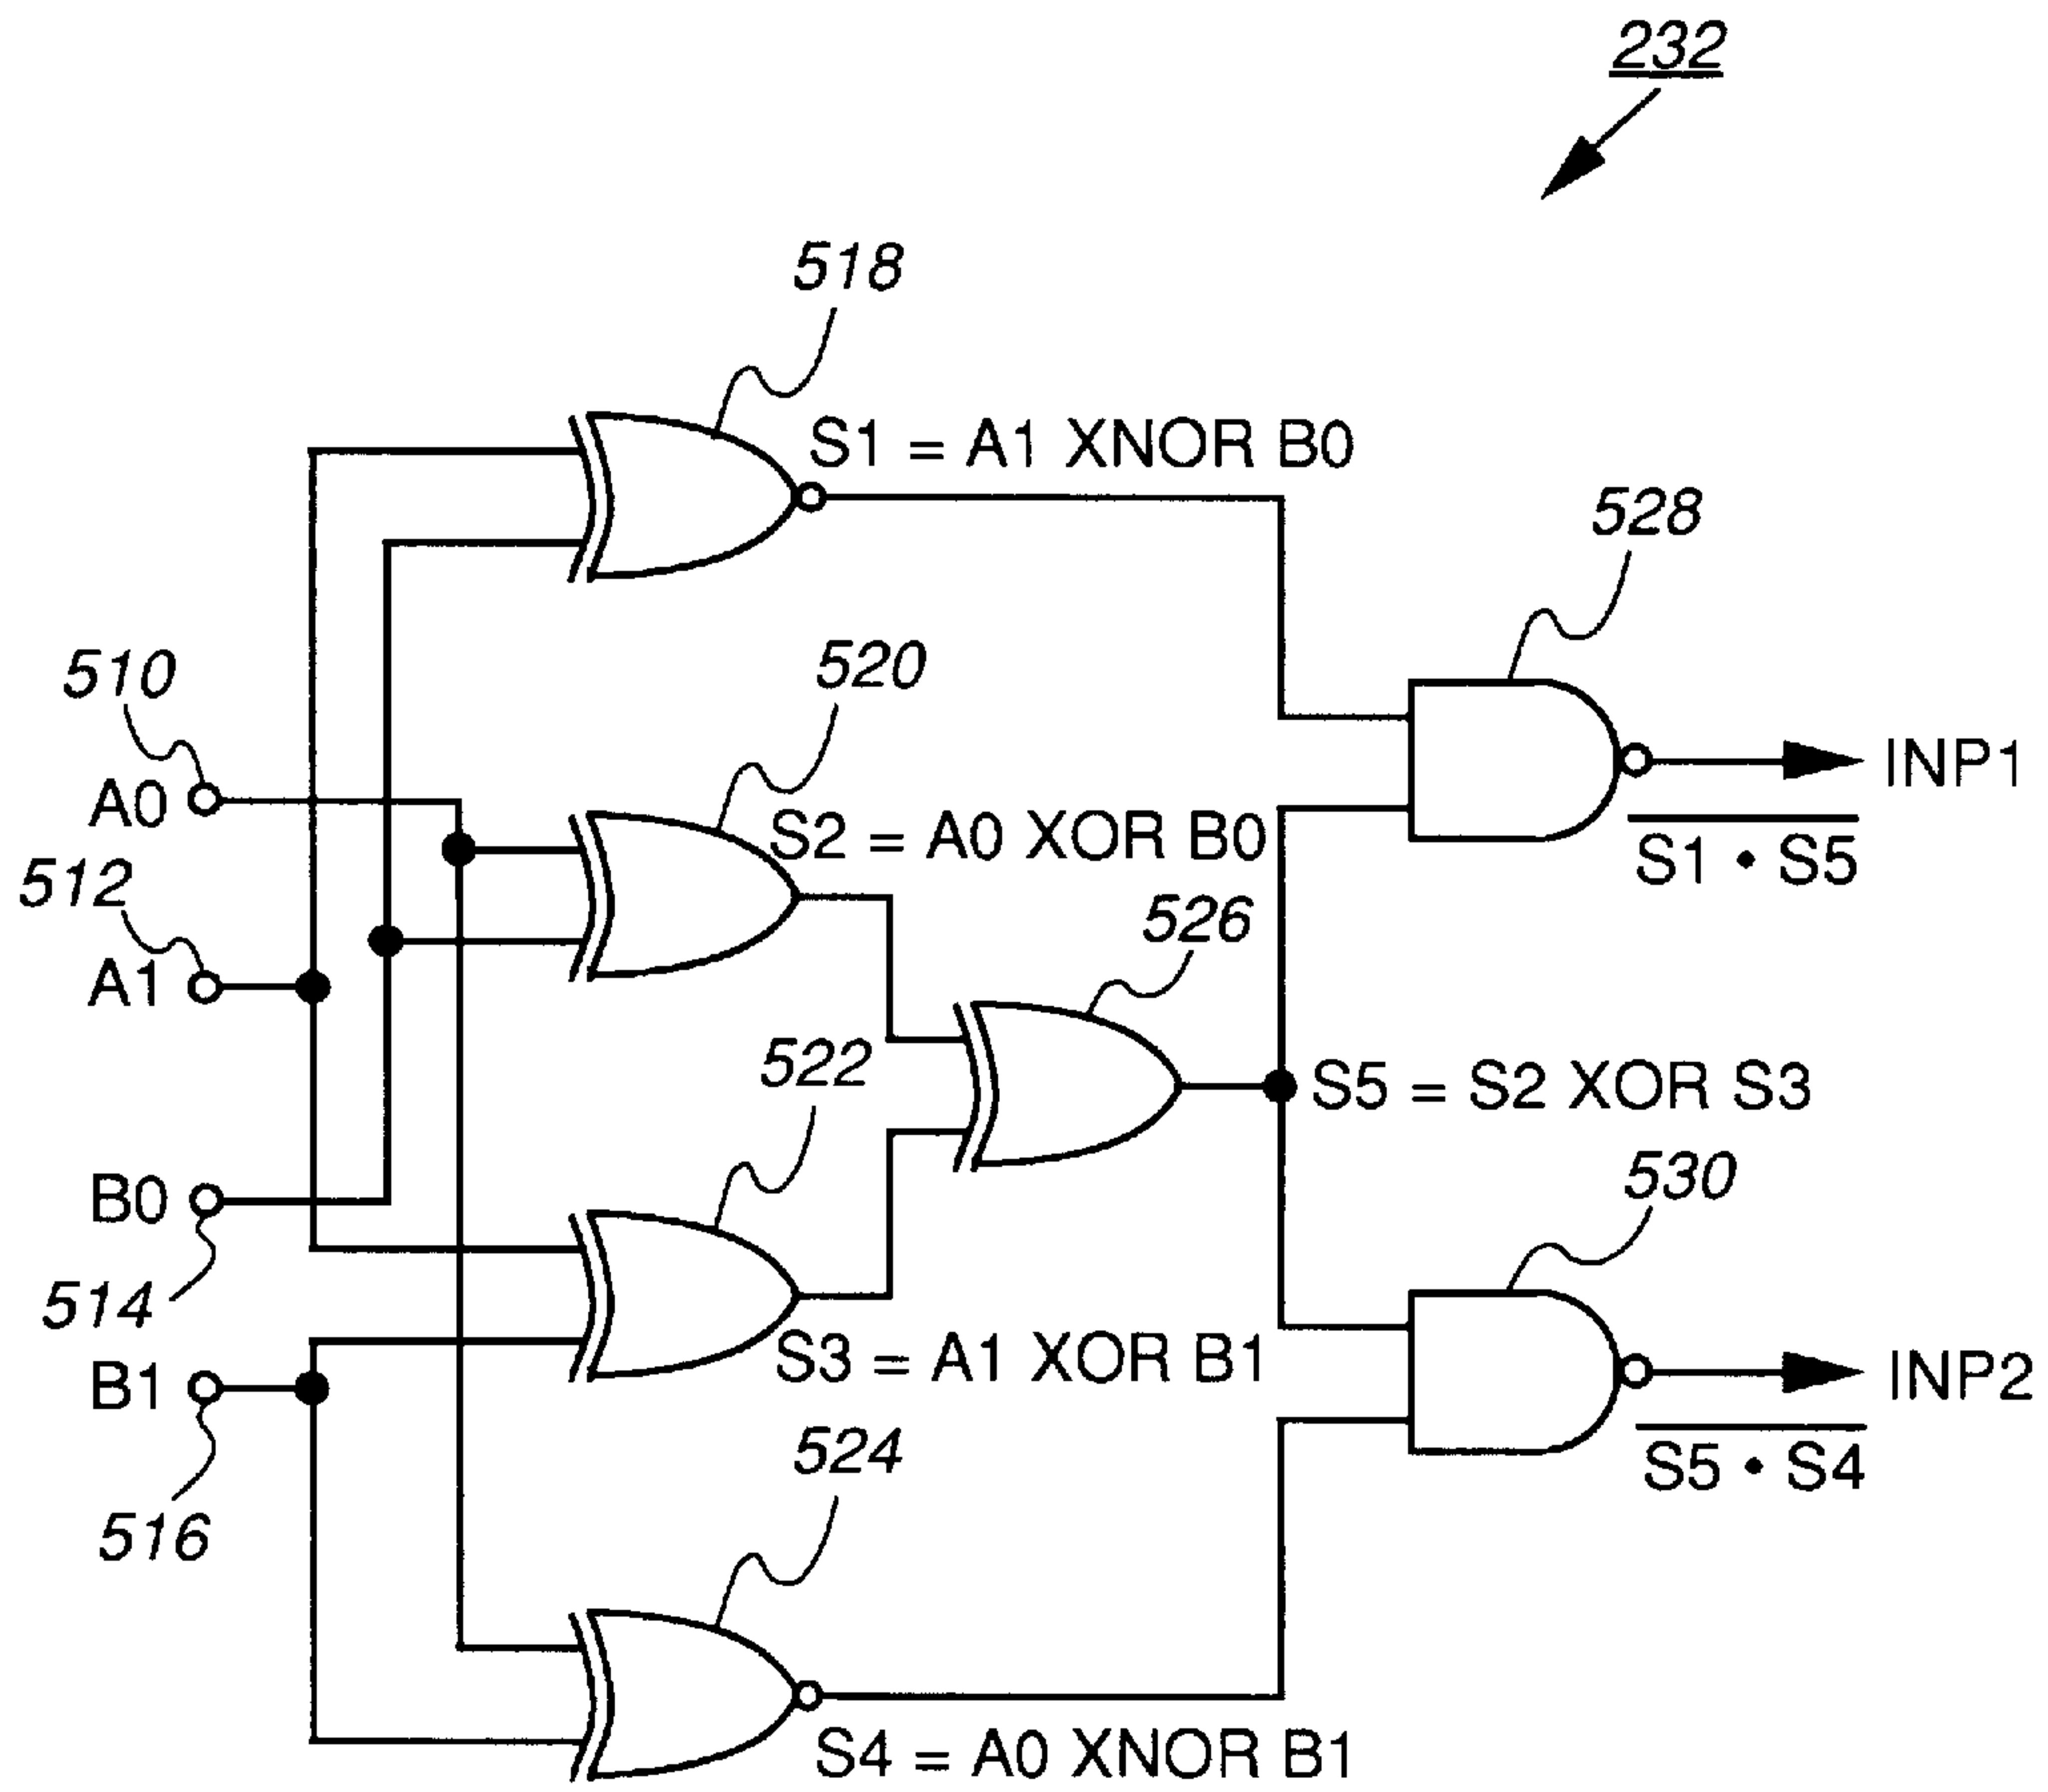 232
518
S1 = A1 XNOR B0
528
510
520
INP1
A0
S2 = A0 XOR B0
S1 • S5
512
526
A1
522
S5 = S2 XOR S3
530
B0
514
S3 = A1 XOR B1
INP2
B1
524
S5 • S4
516
S4 = A0 XNOR B1